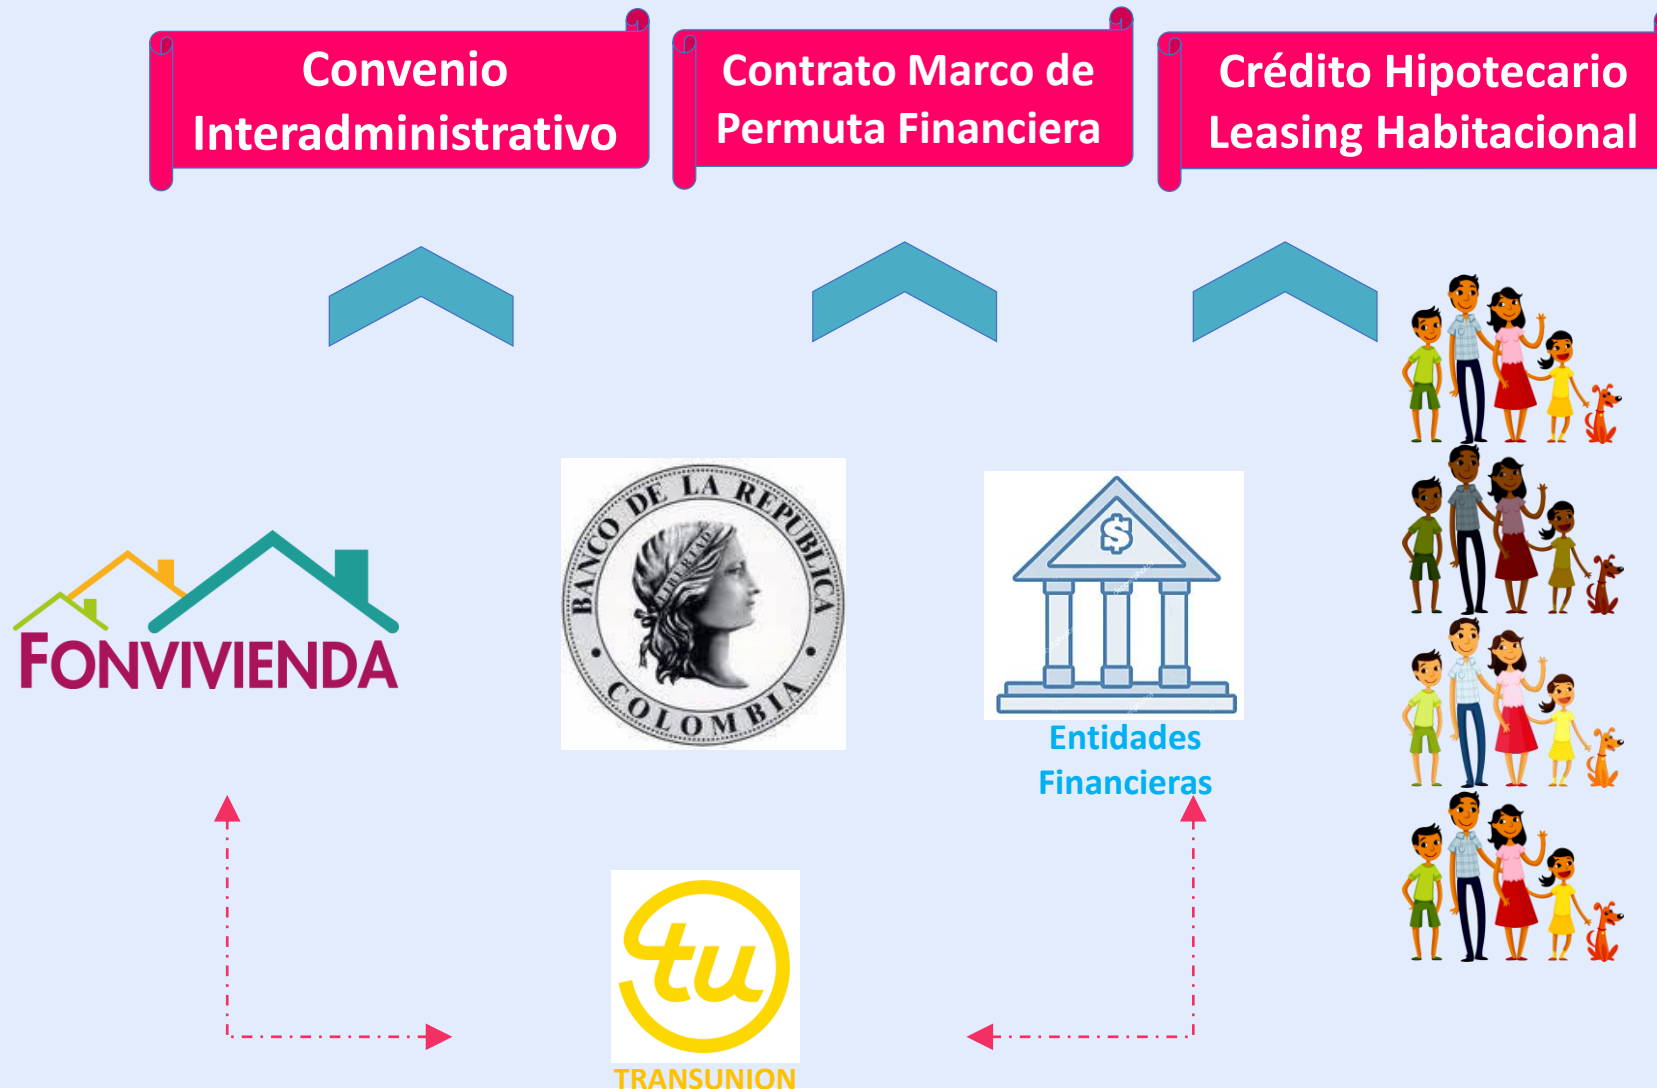 Convenio
Interadministrativo
Contrato Marco de
Permuta Financiera
Crédito Hipotecario
Leasing Habitacional
FONVIVIENDA
BANCO DE LA REPUBLICA
LIBERTAD
COLOMBIA
$
Entidades
Financieras
tu
TRANSUNION